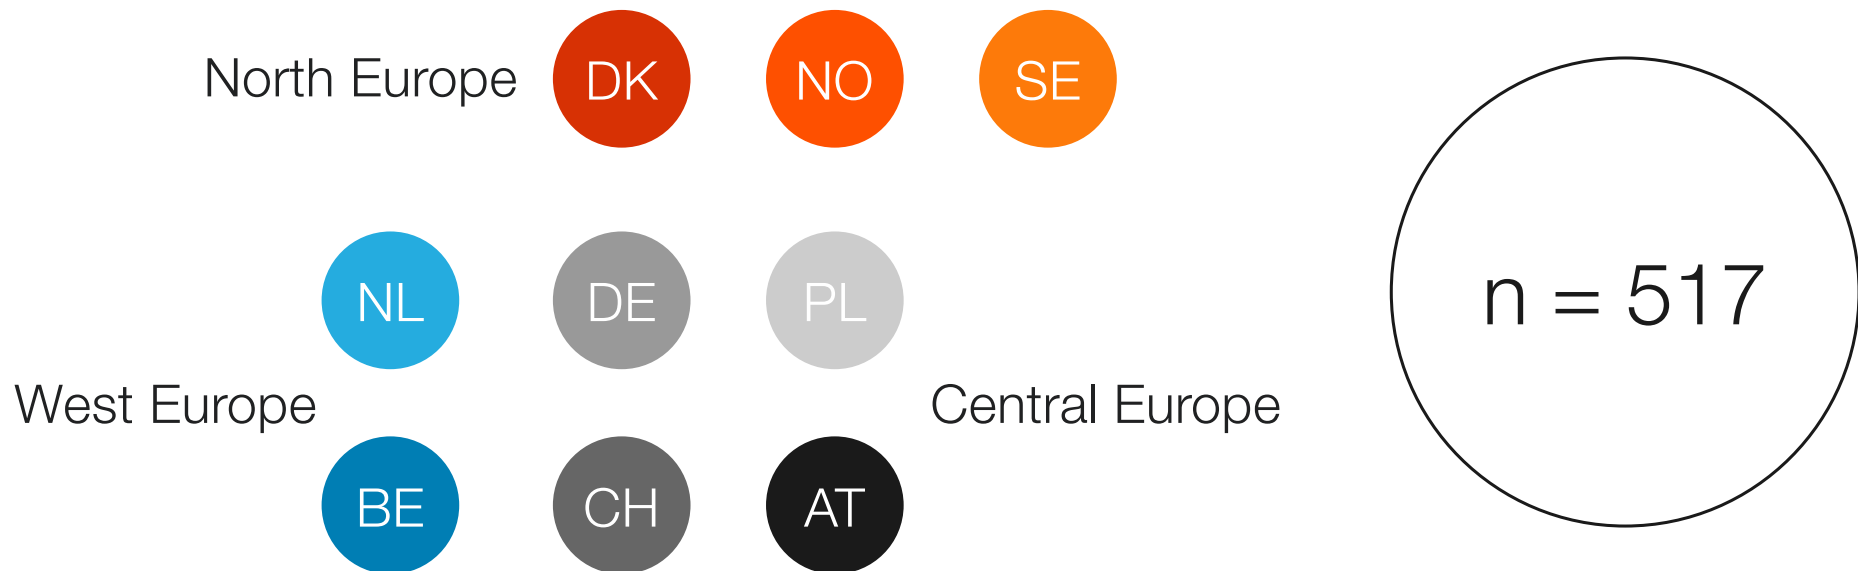 North Europe DK NO SE
NL DE PL
West Europe Central Europe
BE CH AT
n = 517